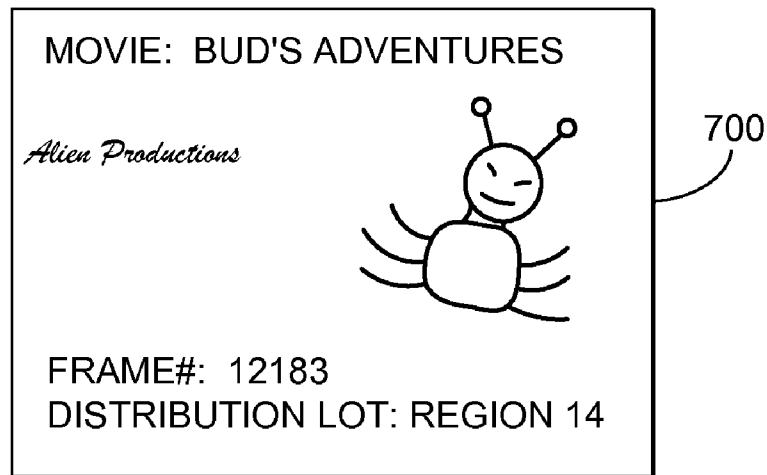 MOVIE: BUD'S ADVENTURES
Alien Productions
700
FRAME#: 12183
DISTRIBUTION LOT: REGION 14